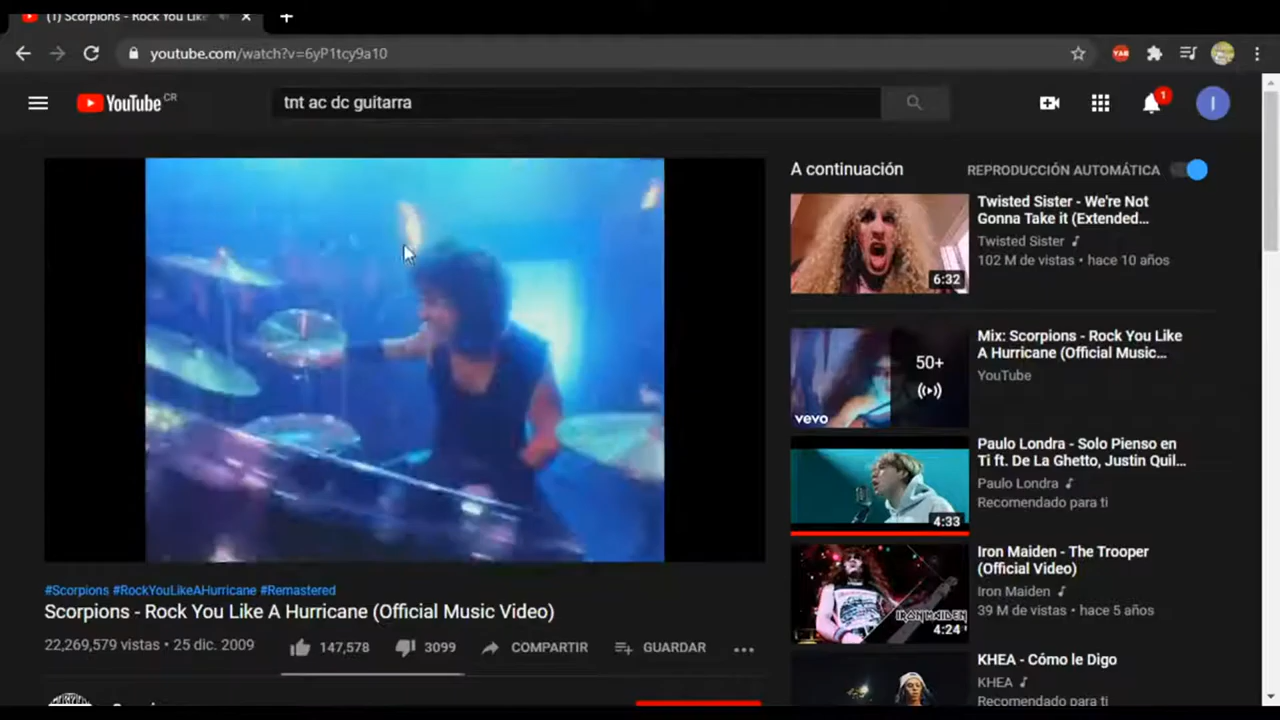 (1) Scorpions - Rock You Like
youtube.com/watch?v=6yP1tcy9a10
YAB
YouTube CR
tnt ac dc guitarra
1
I
A continuación
REPRODUCCIÓN AUTOMÁTICA
6:32
Twisted Sister - We're Not
Gonna Take it (Extended...
Twisted Sister
102 M de vistas • hace 10 años
50+
vevo
Mix: Scorpions - Rock You Like
A Hurricane (Official Music...
YouTube
4:33
Paulo Londra - Solo Pienso en
Ti ft. De La Ghetto, Justin Quil...
Paulo Londra
Recomendado para ti
IRON MAIDEN
4:24
Iron Maiden - The Trooper
(Official Video)
Iron Maiden
39 M de vistas • hace 5 años
KHEA - Cómo le Digo
KHEA
Recomendado para ti
#Scorpions #RockYouLikeAHurricane #Remastered
Scorpions - Rock You Like A Hurricane (Official Music Video)
22,269,579 vistas • 25 dic. 2009
147,578
3099
COMPARTIR
GUARDAR